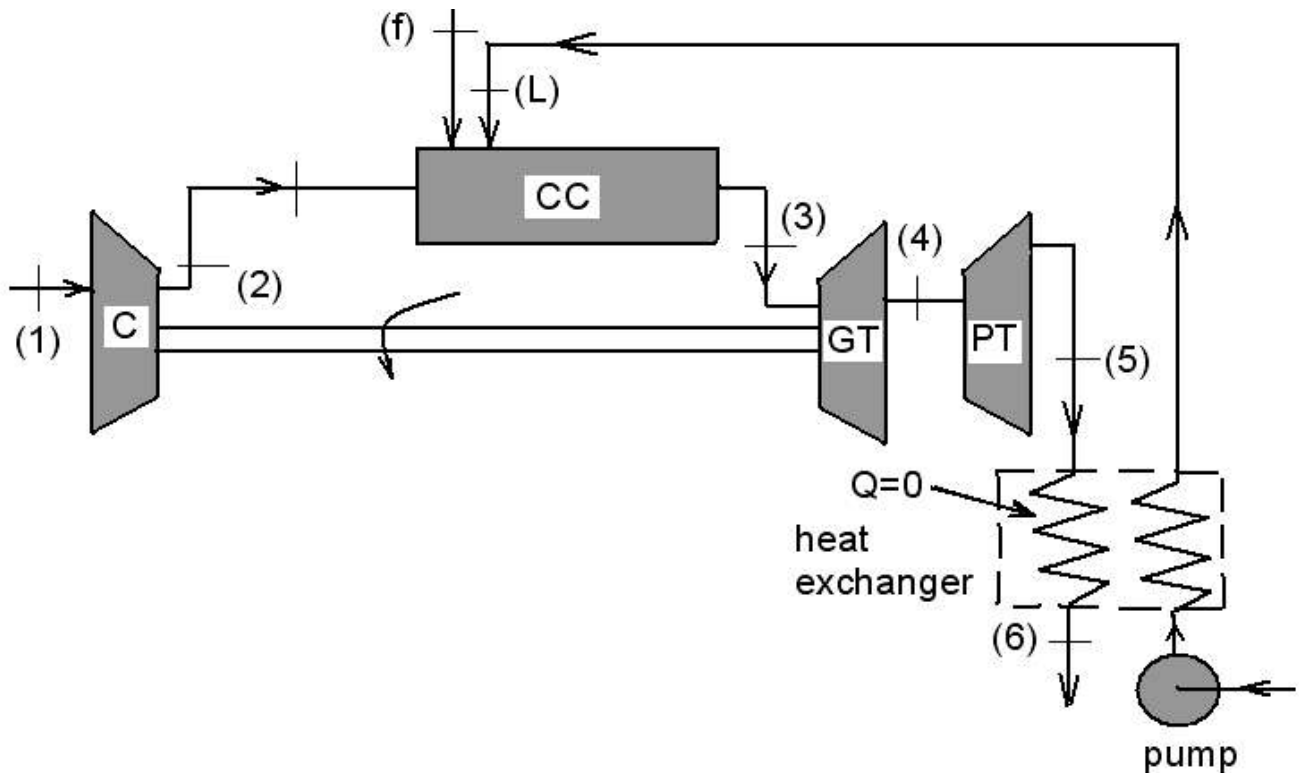 (f)
(L)
CC
(3)
(4)
(2)
(1)
C
GT
PT
(5)
Q=0
heat
exchanger
(6)
pump